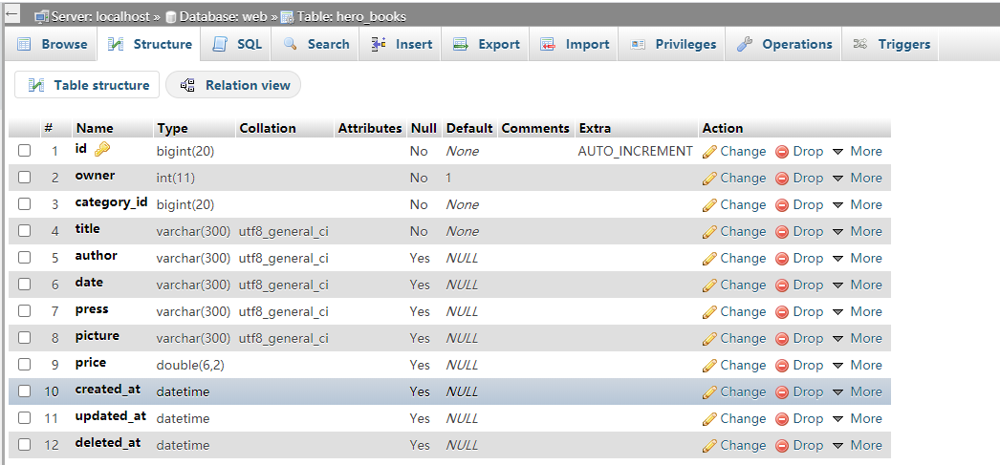 ← Server: localhost » Database: web » Table: hero_books
Browse Structure SQL Search Insert Export Import Privileges Operations Triggers
Table structure Relation view
# Name Type Collation Attributes Null Default Comments Extra Action
1 id bigint(20) No None AUTO_INCREMENT Change Drop More
2 owner int(11) No 1 Change Drop More
3 category_id bigint(20) No None Change Drop More
4 title varchar(300) utf8_general_ci No None Change Drop More
5 author varchar(300) utf8_general_ci Yes NULL Change Drop More
6 date varchar(300) utf8_general_ci Yes NULL Change Drop More
7 press varchar(300) utf8_general_ci Yes NULL Change Drop More
8 picture varchar(300) utf8_general_ci Yes NULL Change Drop More
9 price double(6,2) Yes NULL Change Drop More
10 created_at datetime Yes NULL Change Drop More
11 updated_at datetime Yes NULL Change Drop More
12 deleted_at datetime Yes NULL Change Drop More